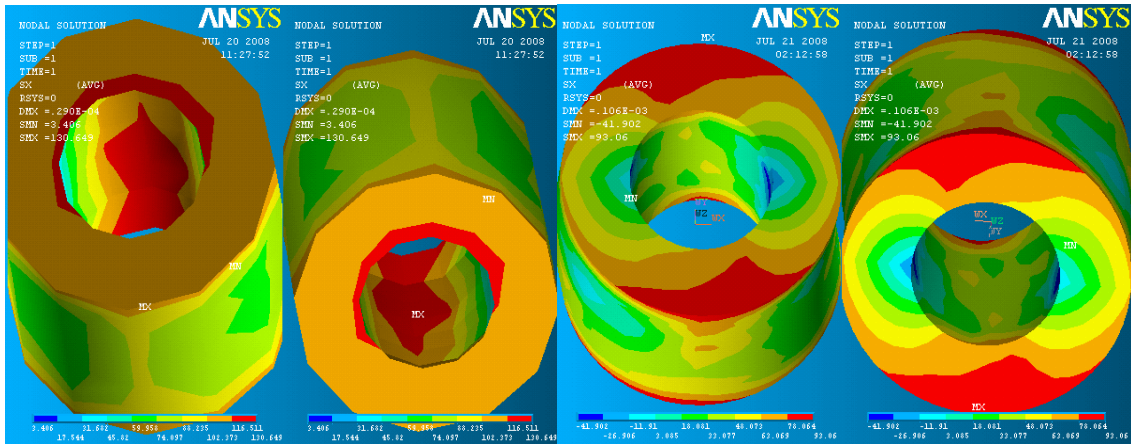 NODAL SOLUTION
ANSYS
STEP=1
SUB =1
TIME=1
SX (AVG)
RSYS=0
DMX =.290E-04
SMN =3.406
SMX =130.649
JUL 20 2008
11:27:52
MN
MX
3.406 31.682 59.958 88.235 116.511
17.544 45.82 74.097 102.373 130.649
NODAL SOLUTION
STEP=1
SUB =1
TIME=1
SX (AVG)
RSYS=0
DMX =.290E-04
SMN =3.406
SMX =130.649
ANSYS
JUL 20 2008
11:27:52
MN
MX
3.406 31.682 59.958 88.235 116.511
17.544 45.82 74.097 102.373 130.649
NODAL SOLUTION
STEP=1
SUB =1
TIME=1
SX (AVG)
RSYS=0
DMX =.106E-03
SMN =-41.902
SMX =93.06
ANSYS
JUL 21 2008
02:12:58
MX
MN
WY
WZ WX
-41.902 -11.91 18.081 48.073 78.064
-26.906 3.085 33.077 63.069 93.06
NODAL SOLUTION
STEP=1
SUB =1
TIME=1
SX (AVG)
RSYS=0
DMX =.106E-03
SMN =-41.902
SMX =93.06
ANSYS
JUL 21 2008
02:12:58
WX
WZ
WY
MN
MX
-41.902 -11.91 18.081 48.073 78.064
-26.906 3.085 33.077 63.069 93.06